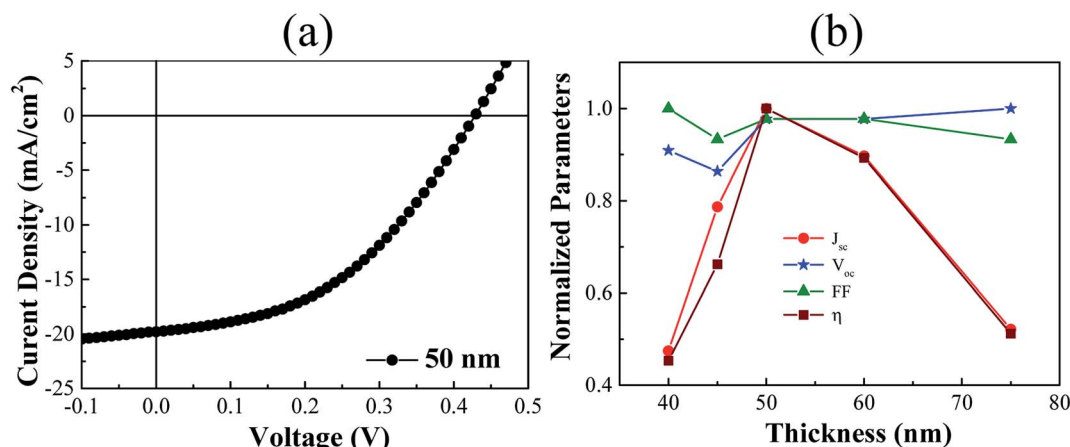 (a)
5
0
-5
-10
-15
-20
-25
-0.1 0.0 0.1 0.2 0.3 0.4 0.5
Curent Density (mA/cm²)
Voltage (V)
50 nm
(b)
1.0
0.8
0.6
0.4
40 50 60 70 80
Normalized Parameters
Thickness (nm)
Jsc
Voc
FF
η